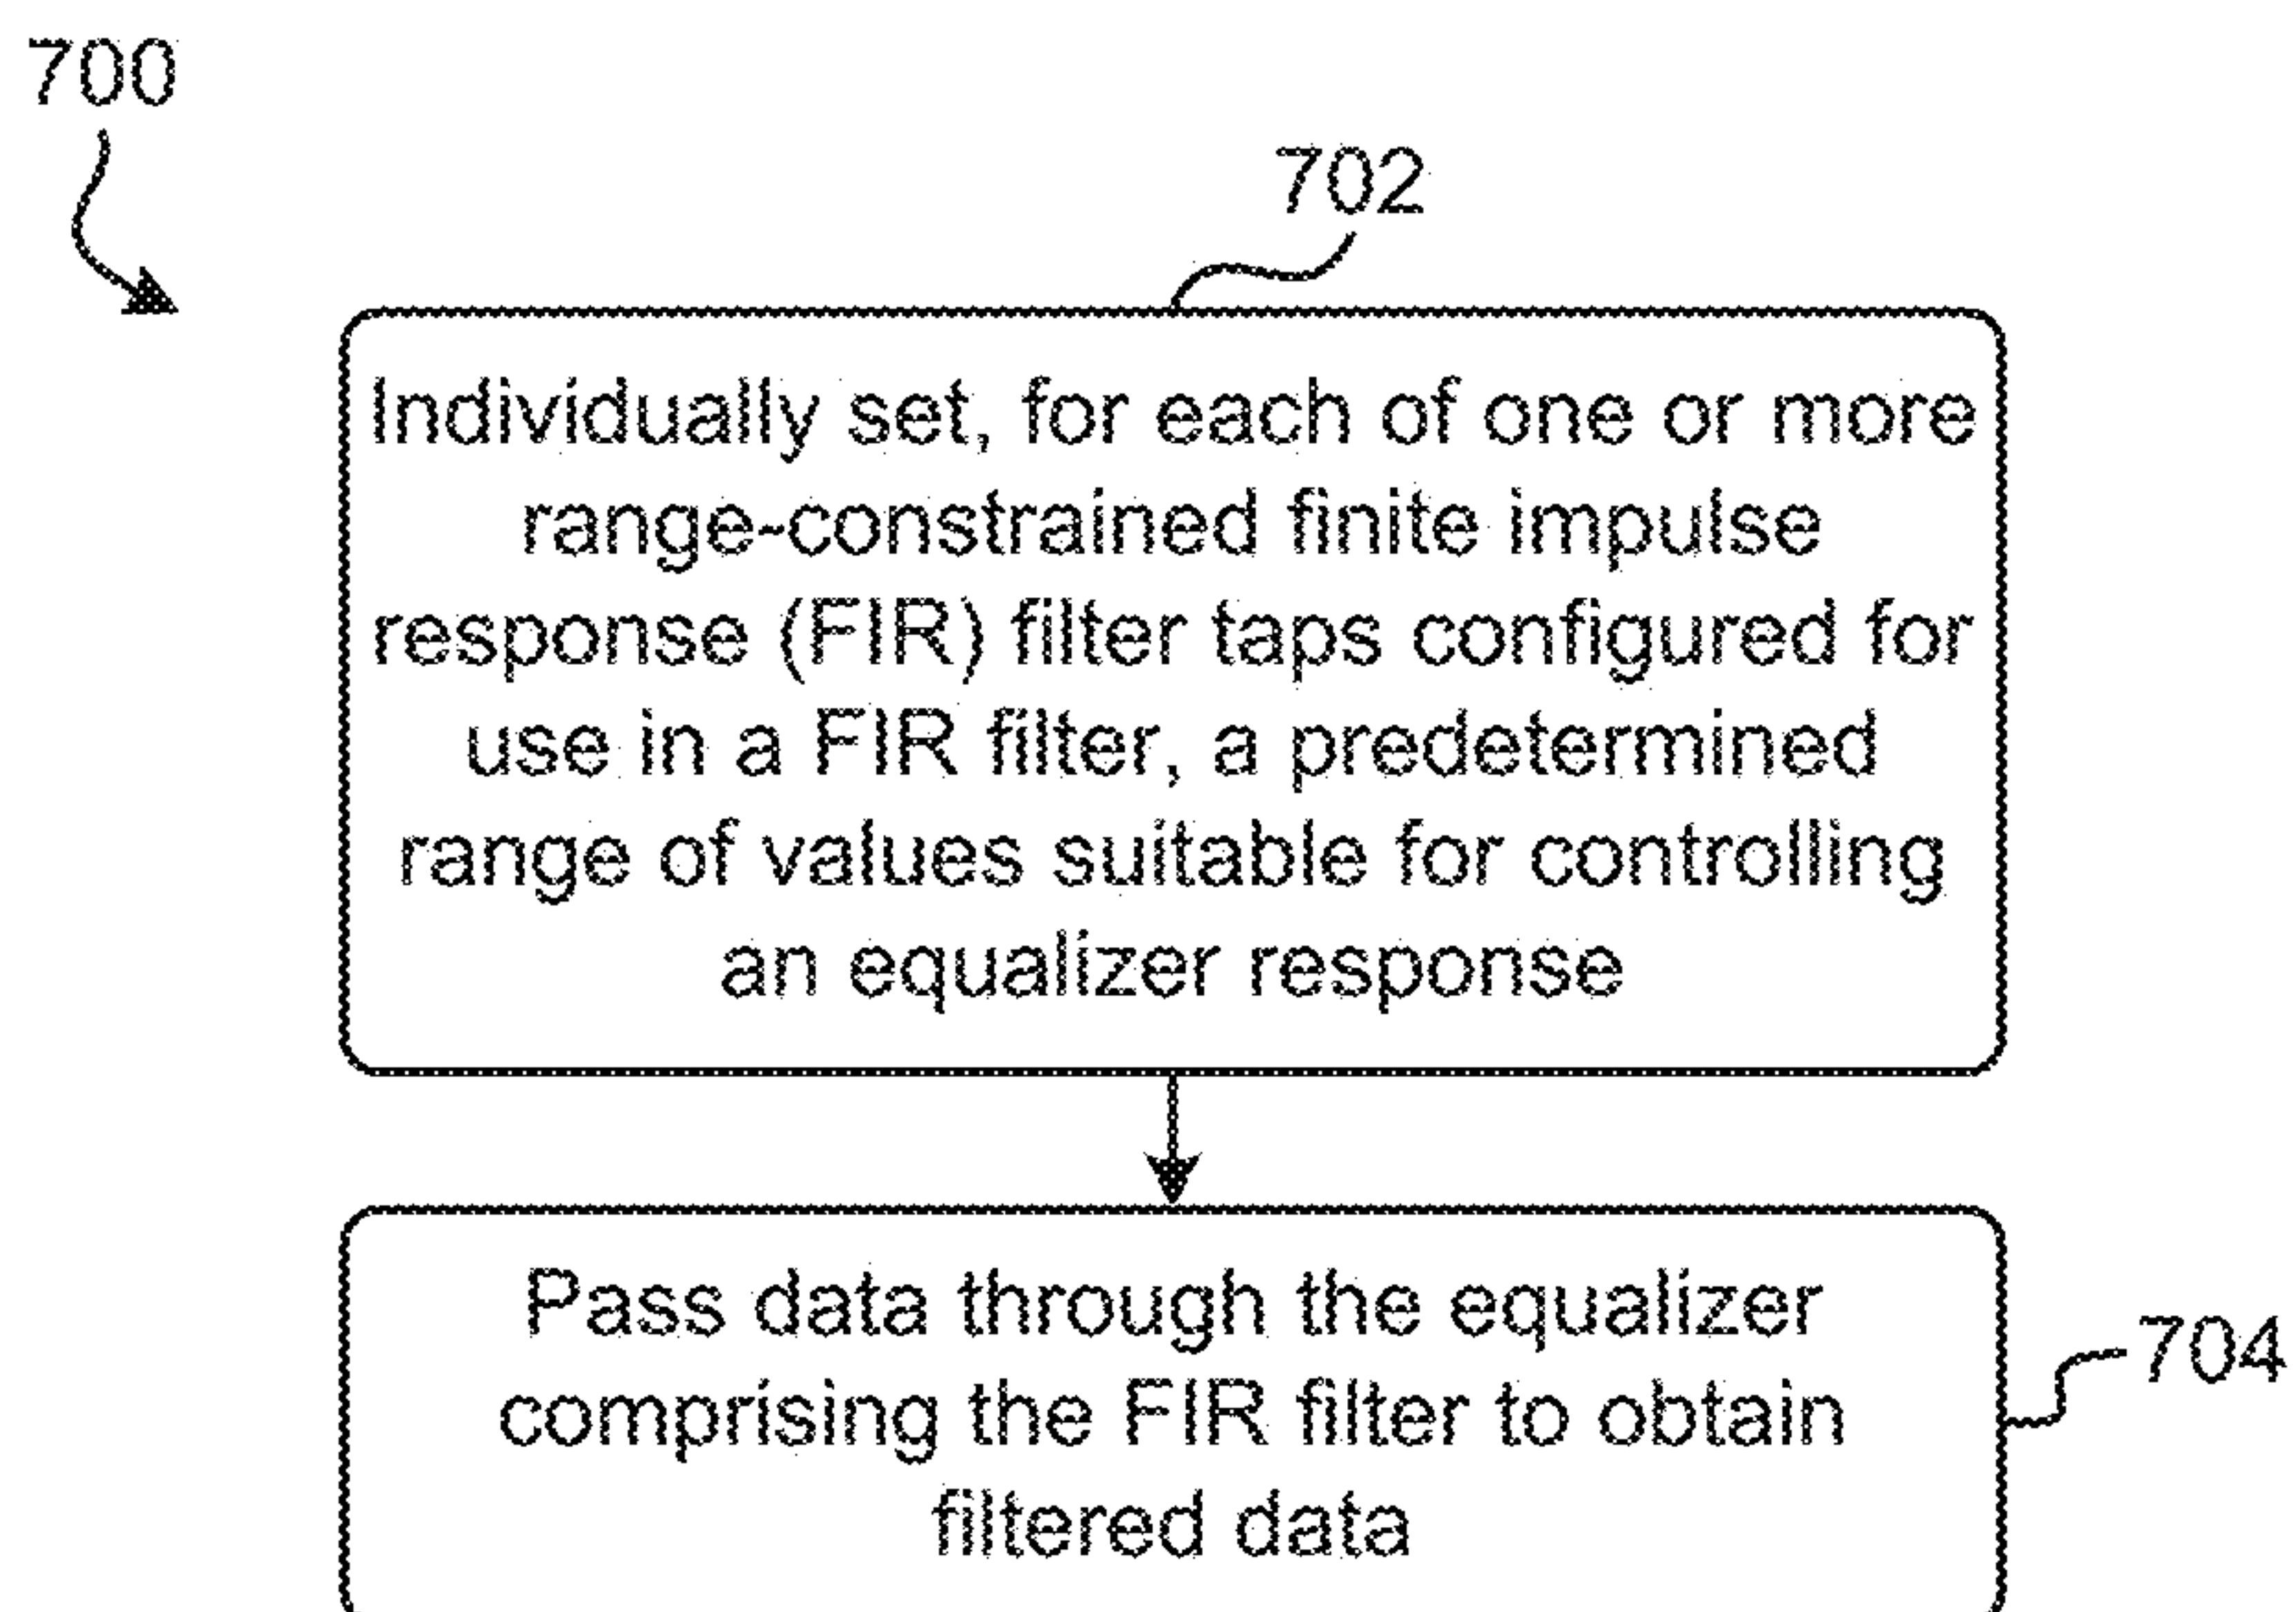 700
702
Individually set, for each of one or more
range-constrained finite impulse
response (FIR) filter taps configured for
use in a FIR filter, a predetermined
range of values suitable for controlling
an equalizer response
Pass data through the equalizer
comprising the FIR filter to obtain
filtered data
704